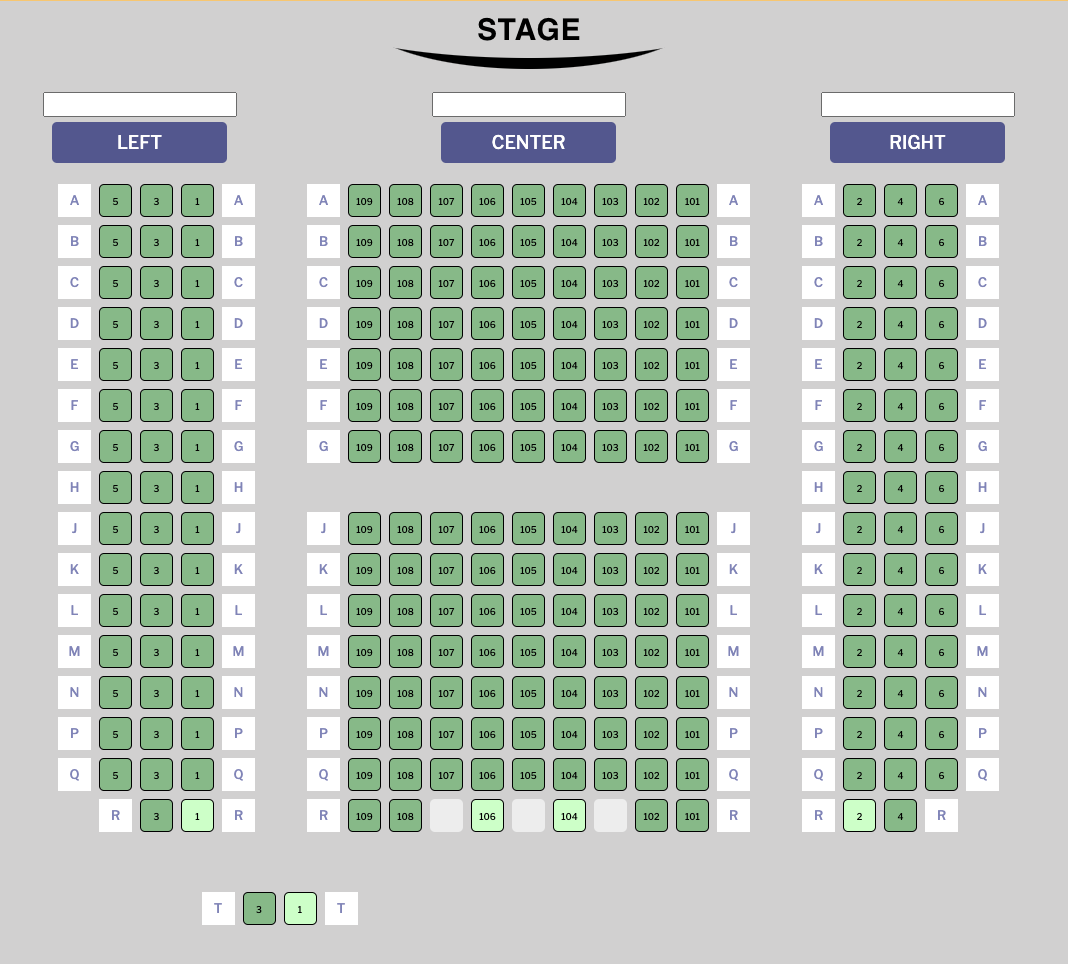 STAGE
LEFT CENTER RIGHT
A 5 3 1 A A 109 108 107 106 105 104 103 102 101 A A 2 4 6 A
B 5 3 1 B B 109 108 107 106 105 104 103 102 101 B B 2 4 6 B
C 5 3 1 C C 109 108 107 106 105 104 103 102 101 C C 2 4 6 C
D 5 3 1 D D 109 108 107 106 105 104 103 102 101 D D 2 4 6 D
E 5 3 1 E E 109 108 107 106 105 104 103 102 101 E E 2 4 6 E
F 5 3 1 F F 109 108 107 106 105 104 103 102 101 F F 2 4 6 F
G 5 3 1 G G 109 108 107 106 105 104 103 102 101 G G 2 4 6 G
H 5 3 1 H H 2 4 6 H
J 5 3 1 J J 109 108 107 106 105 104 103 102 101 J J 2 4 6 J
K 5 3 1 K K 109 108 107 106 105 104 103 102 101 K K 2 4 6 K
L 5 3 1 L L 109 108 107 106 105 104 103 102 101 L L 2 4 6 L
M 5 3 1 M M 109 108 107 106 105 104 103 102 101 M M 2 4 6 M
N 5 3 1 N N 109 108 107 106 105 104 103 102 101 N N 2 4 6 N
P 5 3 1 P P 109 108 107 106 105 104 103 102 101 P P 2 4 6 P
Q 5 3 1 Q Q 109 108 107 106 105 104 103 102 101 Q Q 2 4 6 Q
R 3 1 R R 109 108 106 104 102 101 R R 2 4 R
T 3 1 T